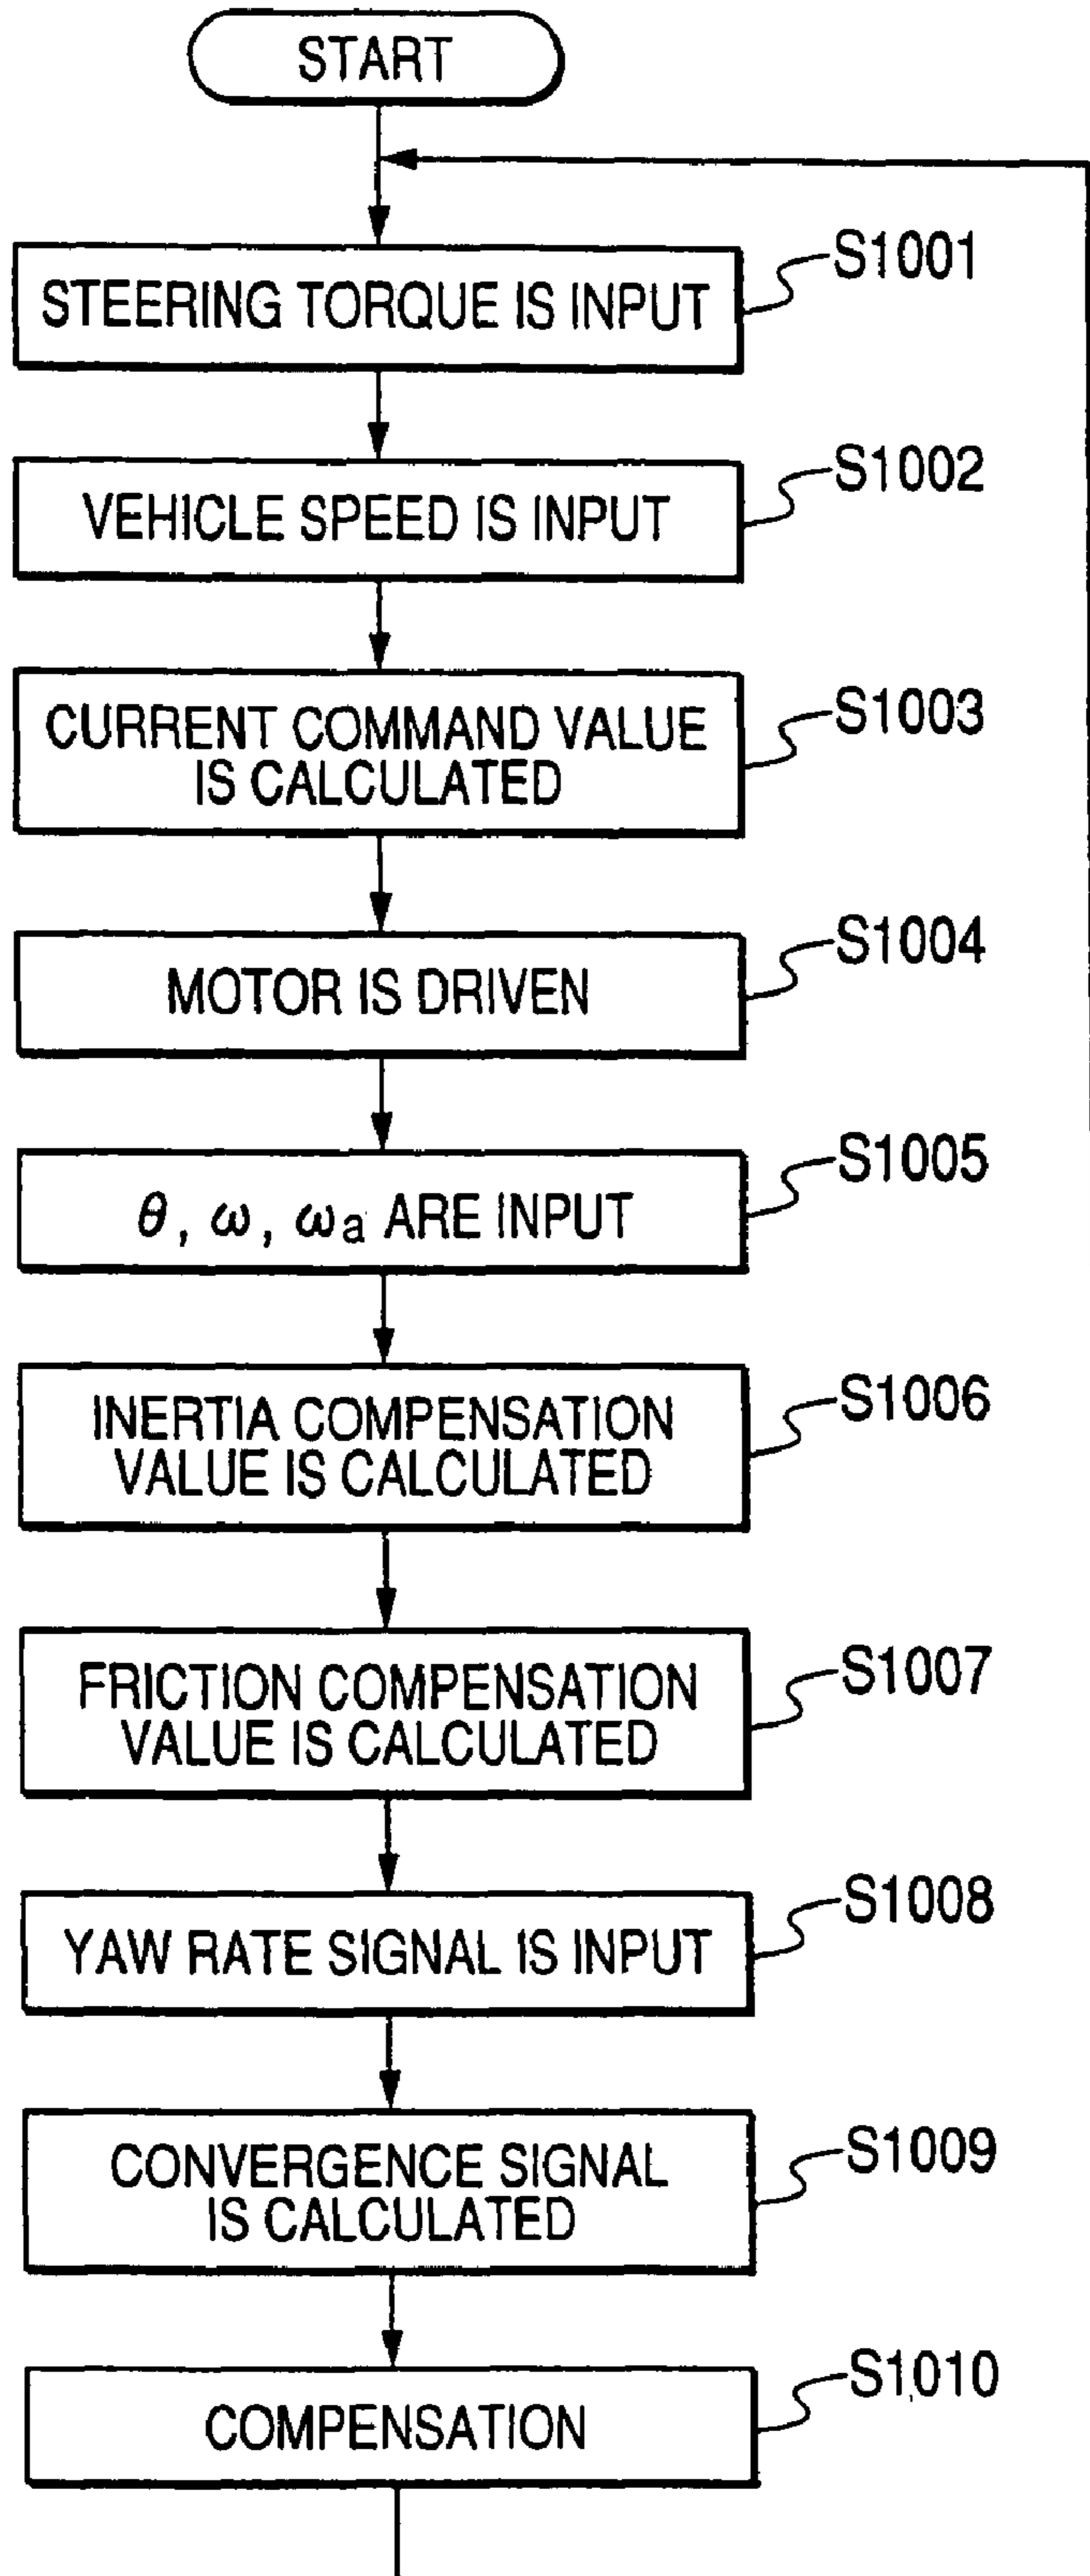 START
STEERING TORQUE IS INPUT
S1001
VEHICLE SPEED IS INPUT
S1002
CURRENT COMMAND VALUE
IS CALCULATED
S1003
MOTOR IS DRIVEN
S1004
θ, ω, ωa ARE INPUT
S1005
INERTIA COMPENSATION
VALUE IS CALCULATED
S1006
FRICTION COMPENSATION
VALUE IS CALCULATED
S1007
YAW RATE SIGNAL IS INPUT
S1008
CONVERGENCE SIGNAL
IS CALCULATED
S1009
COMPENSATION
S1010